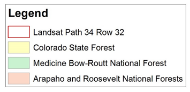 Legend
Landsat Path 34 Row 32
Colorado State Forest
Medicine Bow-Routt National Forest
Arapaho and Roosevelt National Forests